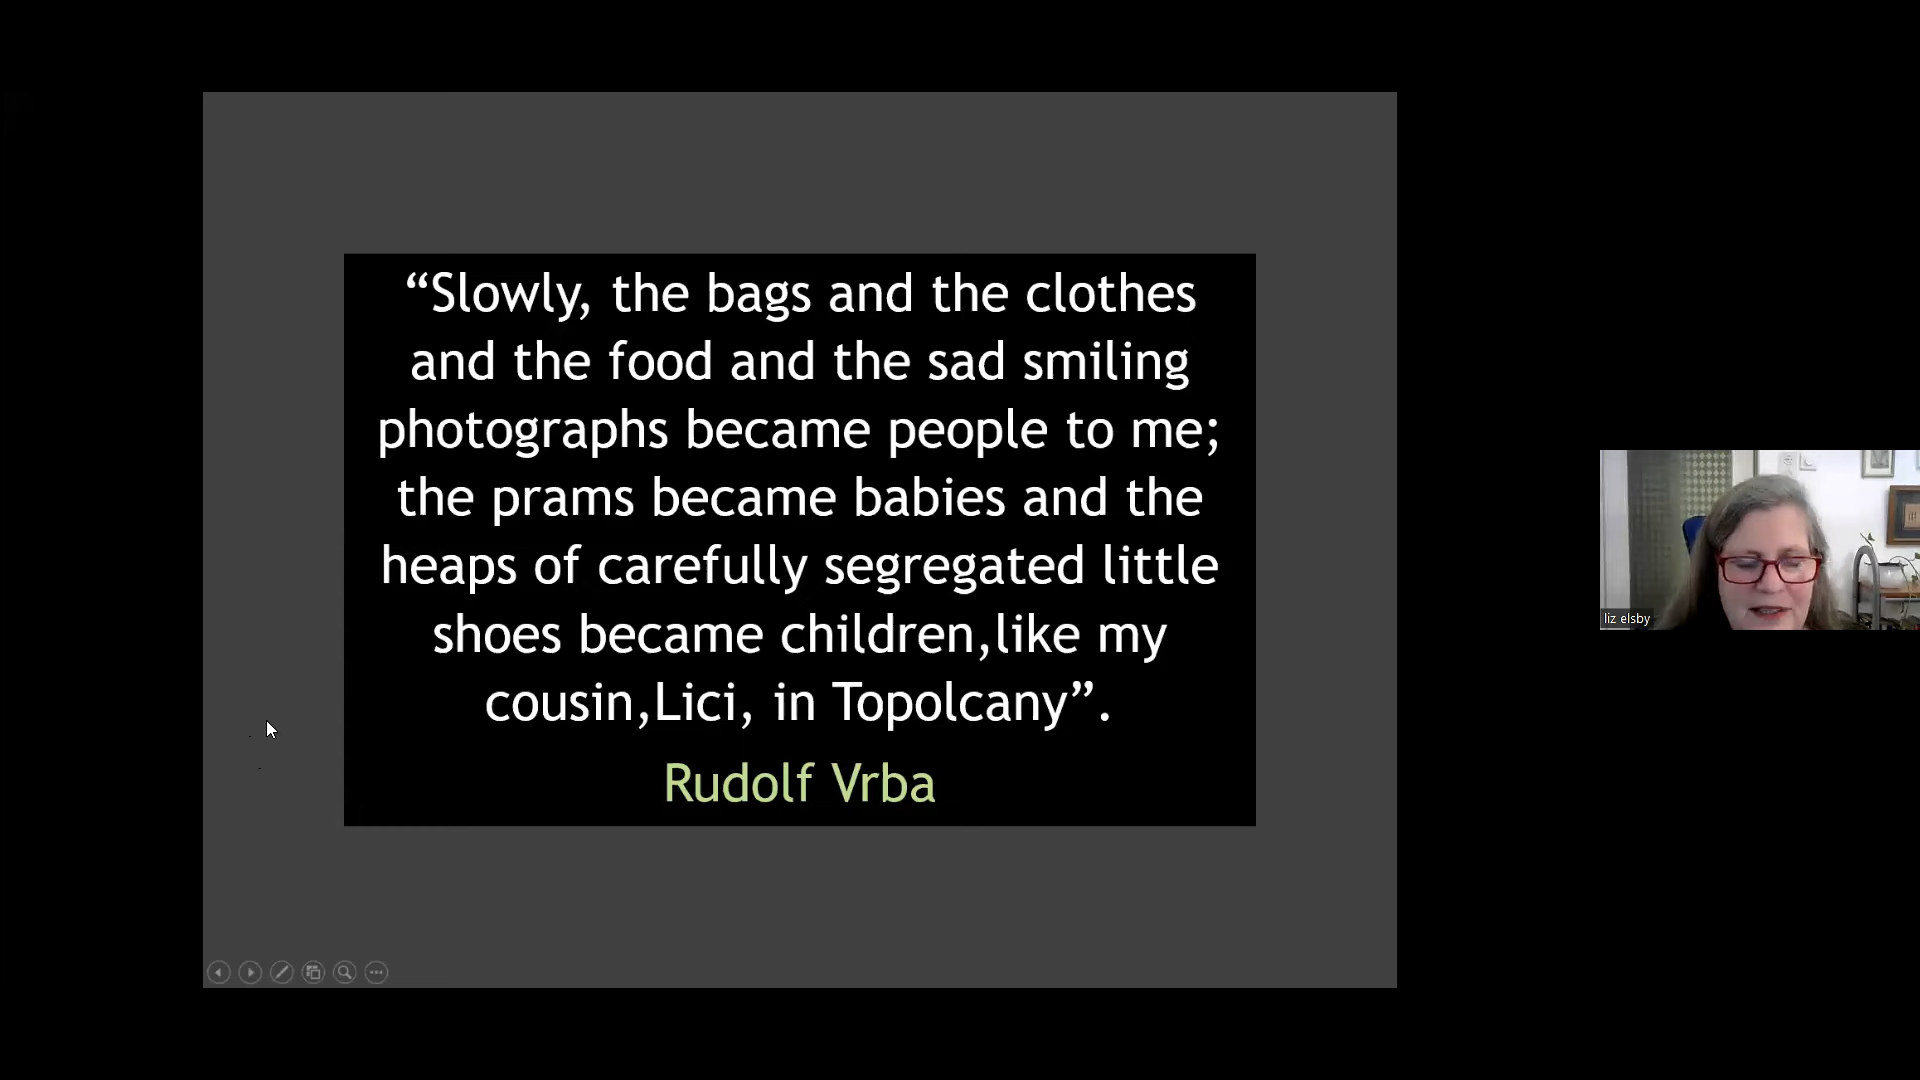 “Slowly, the bags and the clothes
and the food and the sad smiling
photographs became people to me;
the prams became babies and the
heaps of carefully segregated little
shoes became children,like my
cousin,Lici, in Topolcany”.
Rudolf Vrba
liz elsby